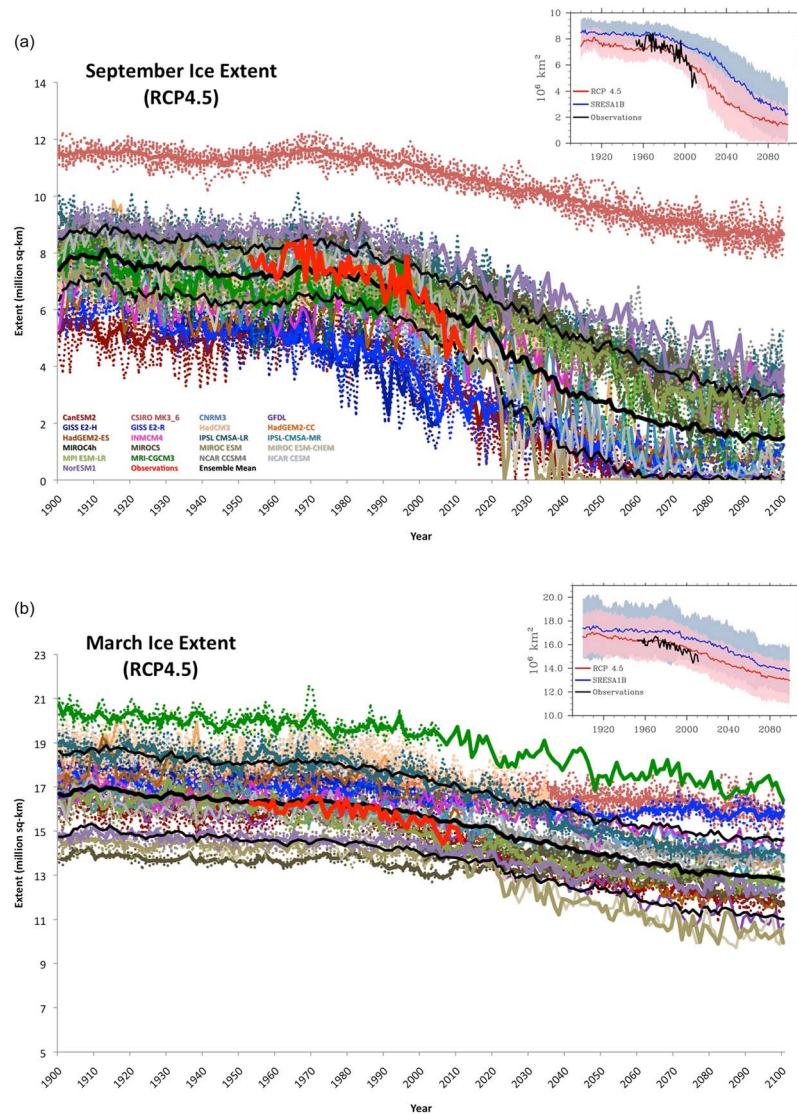 (a)
September Ice Extent
(RCP4.5)
10⁶ km²
10
8
6
4
2
0
1920 1960 2000 2040 2080
RCP 4.5
SRESA1B
Observations
Extent (million sq-km)
14
12
10
8
6
4
2
0
CanESM2 CSIRO MK3_6 CNRM3 GFDL
GISS E2-H GISS E2-R HadCM3 HadGEM2-CC
HadGEM2-ES INMCM4 IPSL CM5A-LR IPSL-CM5A-MR
MIROC4h MIROC5 MIROC ESM MIROC ESM-CHEM
MPI ESM-LR MRI-CGCM3 NCAR CCSM4 NCAR CESM
NorESM1 Observations Ensemble Mean
1900 1910 1920 1930 1940 1950 1960 1970 1980 1990 2000 2010 2020 2030 2040 2050 2060 2070 2080 2090 2100
Year
(b)
March Ice Extent
(RCP4.5)
10⁶ km²
20.0
18.0
16.0
14.0
12.0
10.0
1920 1960 2000 2040 2080
RCP 4.5
SRESA1B
Observations
Extent (million sq-km)
23
21
19
17
15
13
11
9
7
5
1900 1910 1920 1930 1940 1950 1960 1970 1980 1990 2000 2010 2020 2030 2040 2050 2060 2070 2080 2090 2100
Year